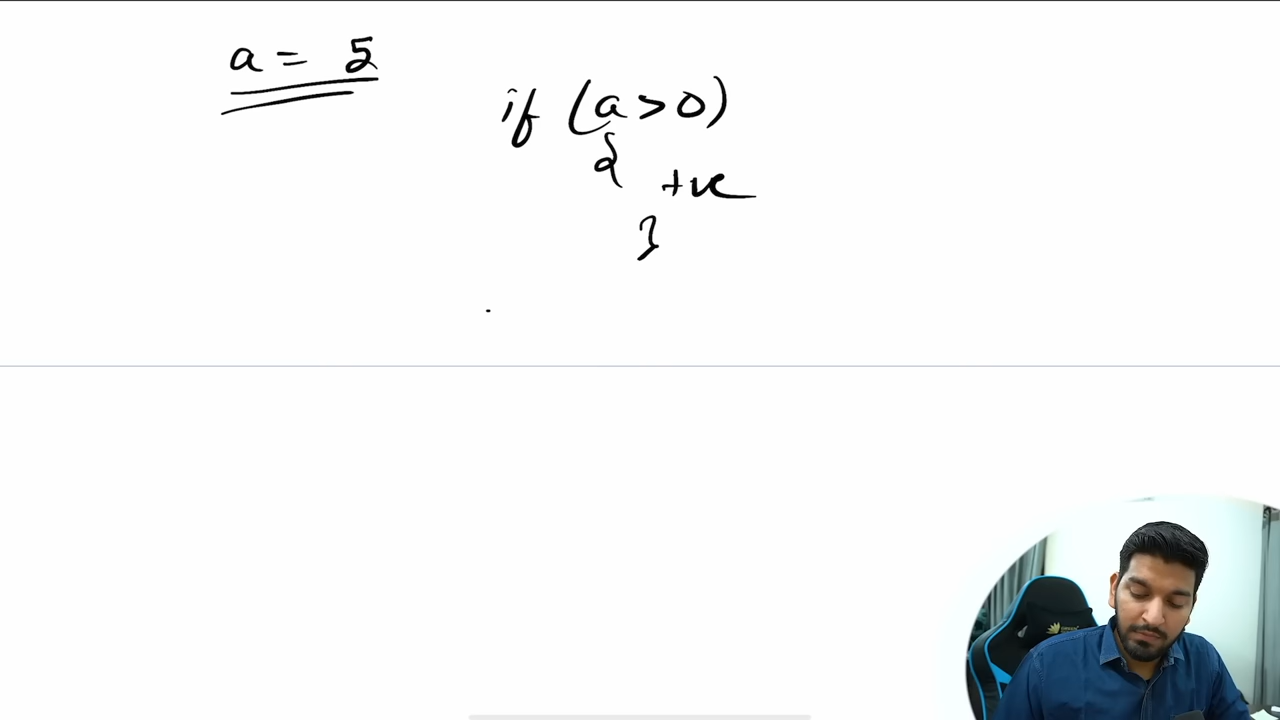 a = 5
if (a>0)
{
+ve
}